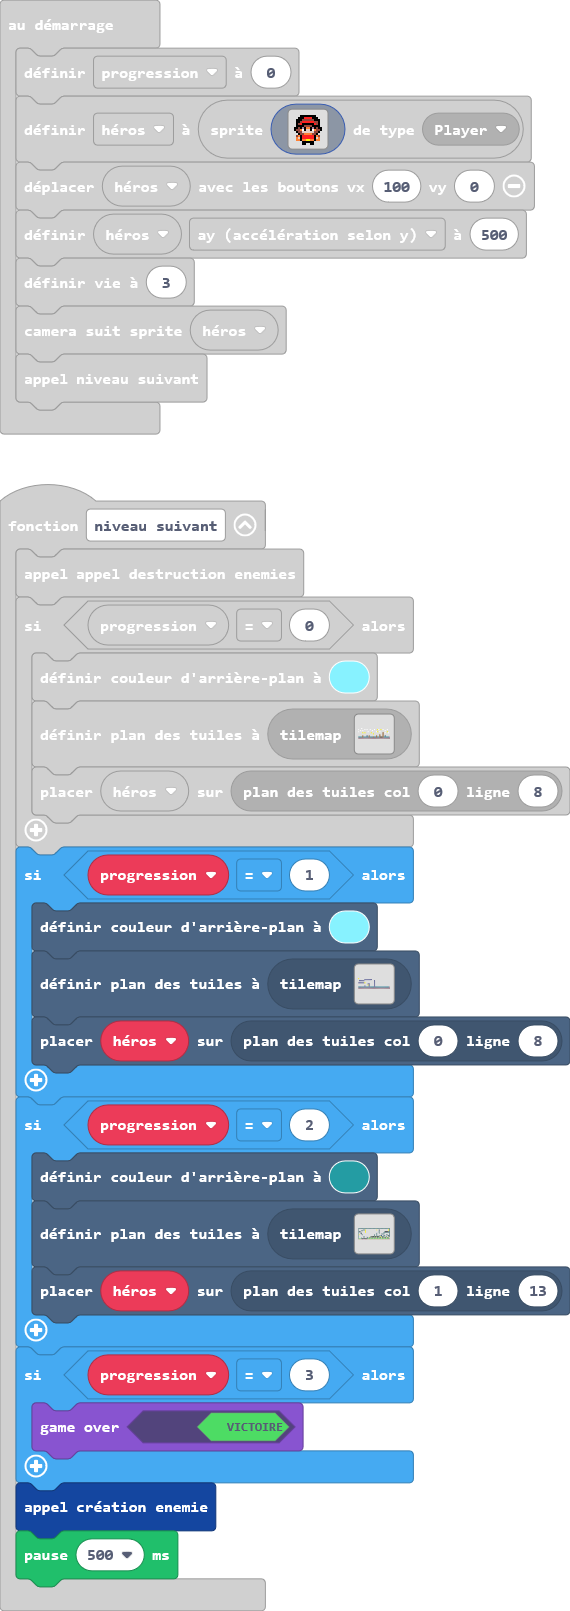 au démarrage
définir progression à 0
définir héros à sprite de type Player
déplacer héros avec les boutons vx 100 vy 0
définir héros ay (accélération selon y) à 500
définir vie à 3
camera suit sprite héros
appel niveau suivant
fonction niveau suivant
appel appel destruction enemies
si progression = 0 alors
définir couleur d'arrière-plan à
définir plan des tuiles à tilemap
placer héros sur plan des tuiles col 0 ligne 8
si progression = 1 alors
définir couleur d'arrière-plan à
définir plan des tuiles à tilemap
placer héros sur plan des tuiles col 0 ligne 8
si progression = 2 alors
définir couleur d'arrière-plan à
définir plan des tuiles à tilemap
placer héros sur plan des tuiles col 1 ligne 13
si progression = 3 alors
game over VICTOIRE
appel création enemie
pause 500 ms